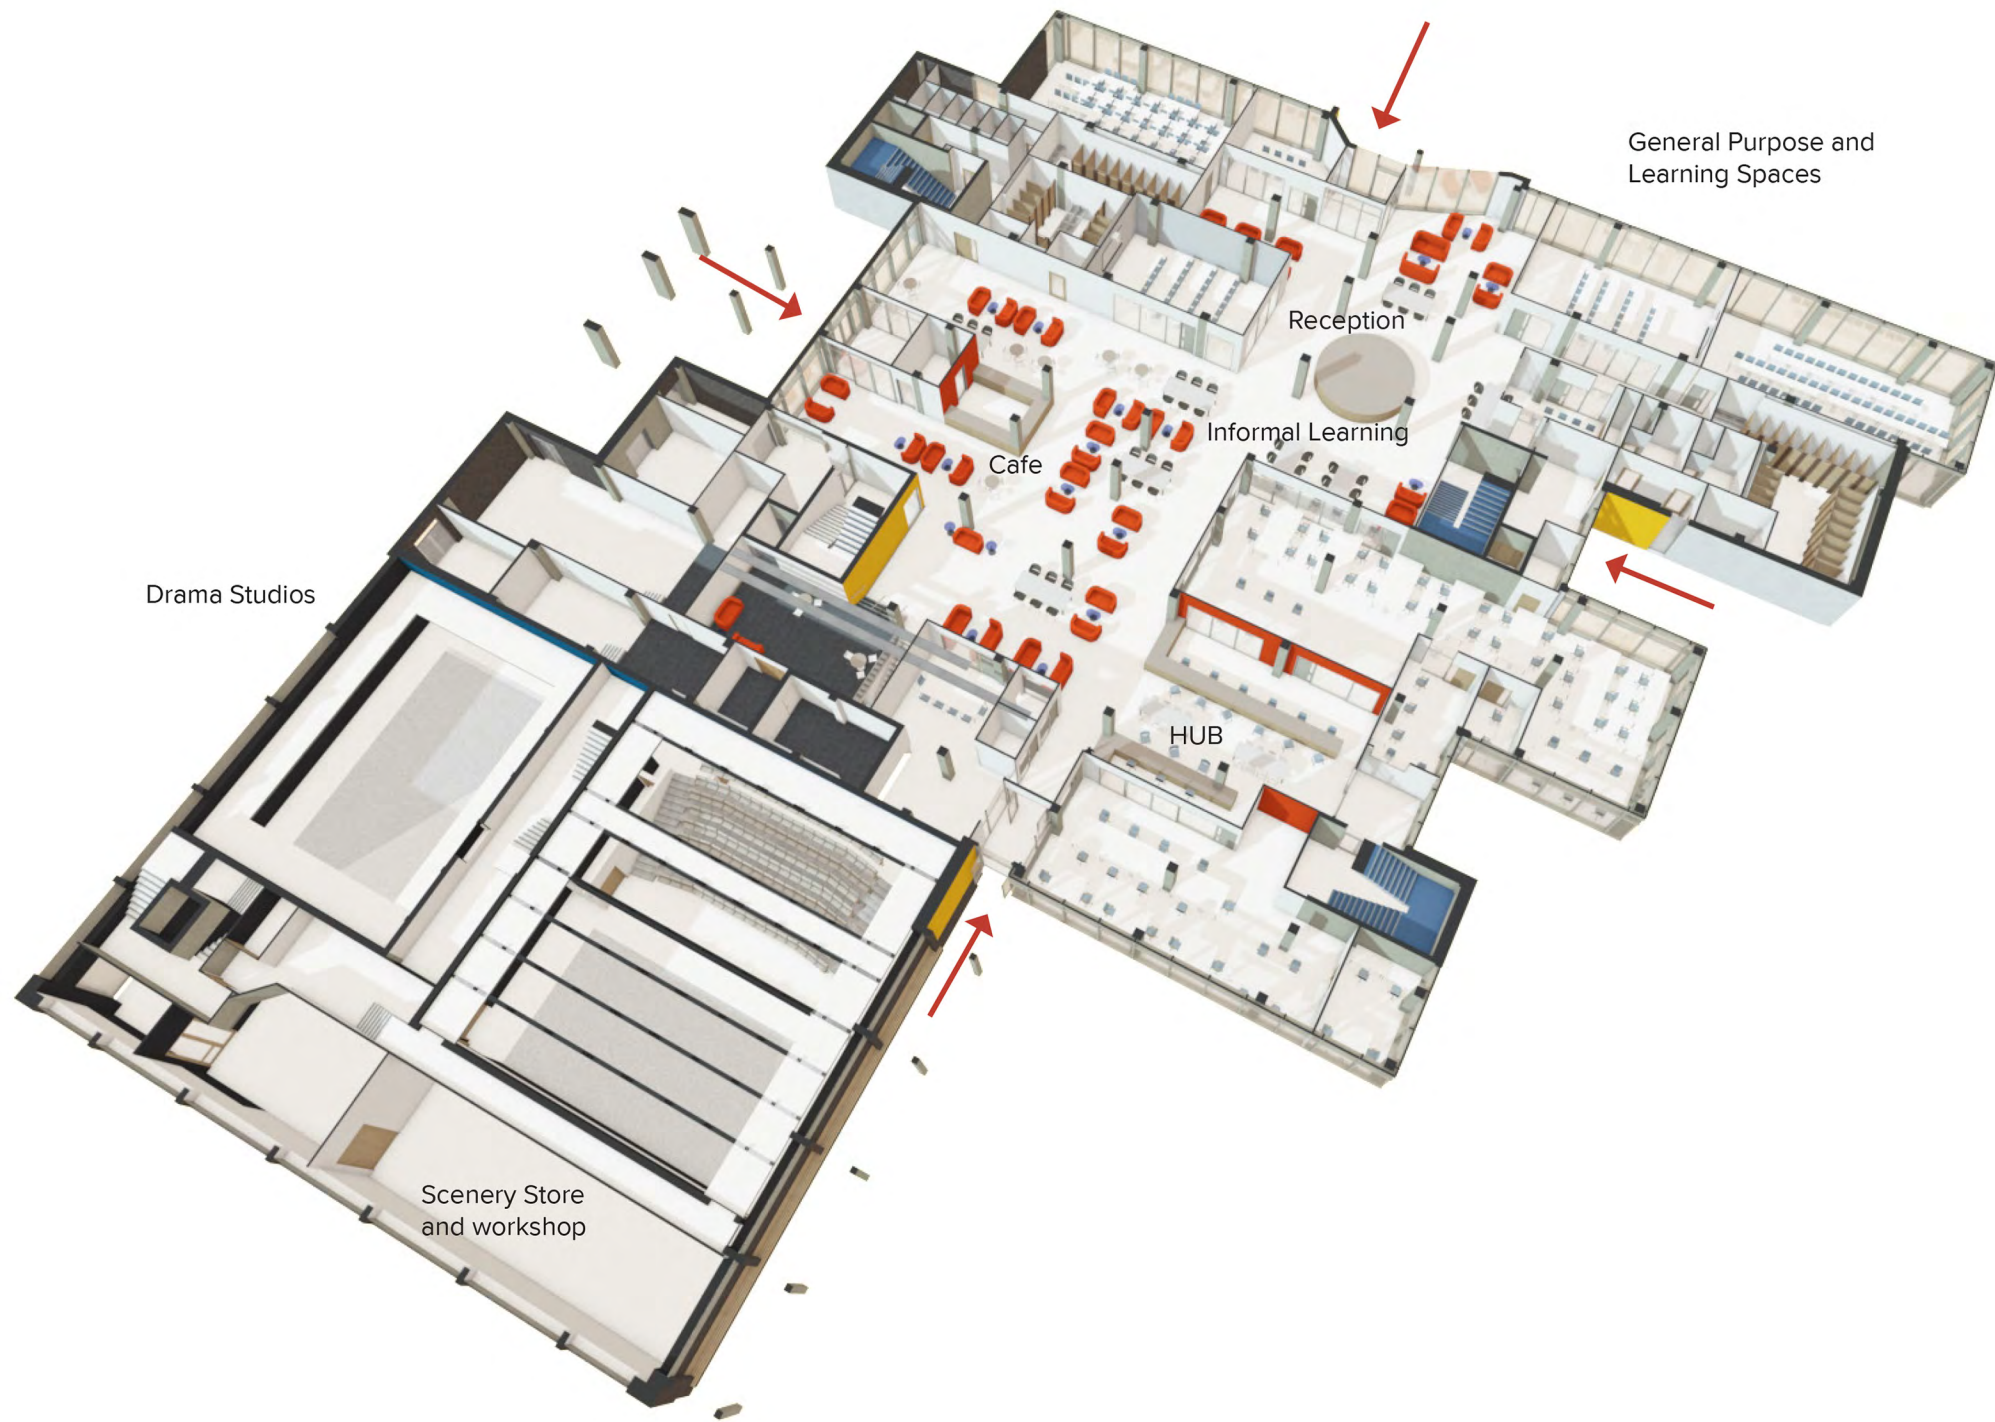 General Purpose and
Learning Spaces
Reception
Informal Learning
Cafe
Drama Studios
HUB
Scenery Store
and workshop